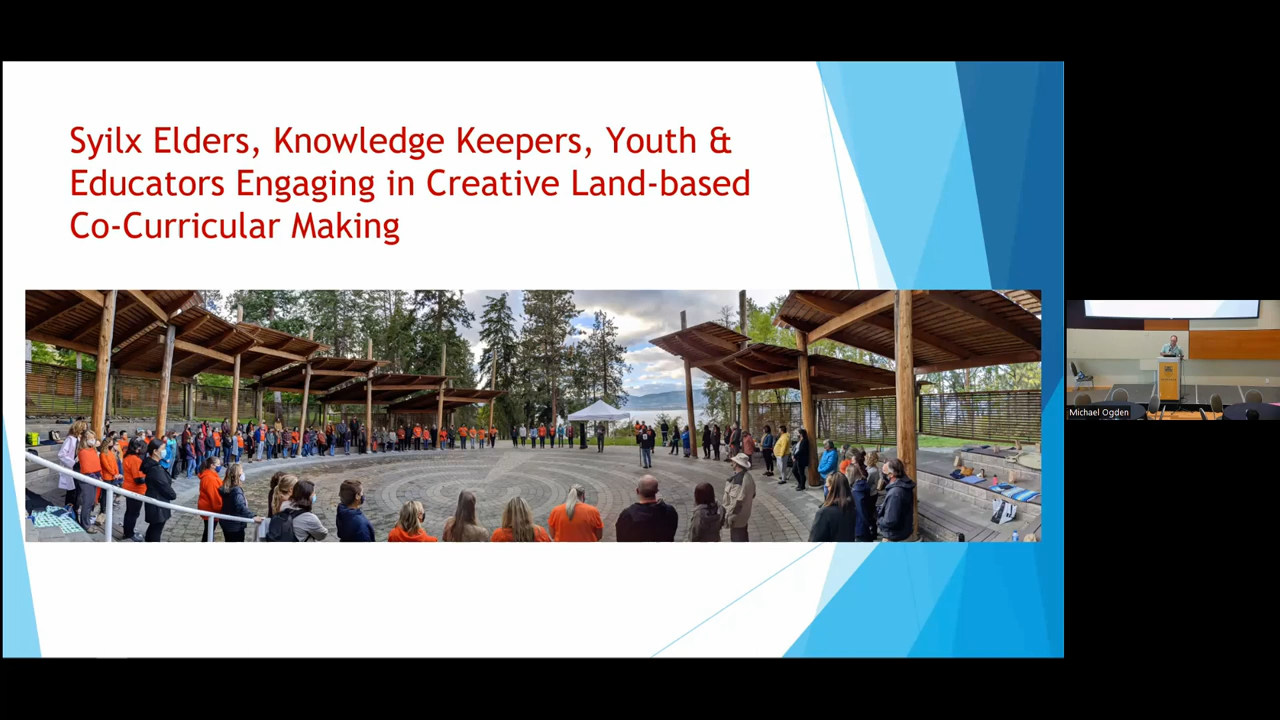 Syilx Elders, Knowledge Keepers, Youth &
Educators Engaging in Creative Land-based
Co-Curricular Making
Michael Ogden